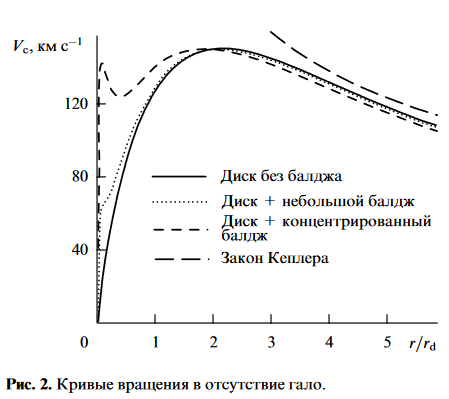 V_c, км с⁻¹
120
80
40
0
1
2
3
4
5
r/r_d
Диск без балджа
Диск + небольшой балдж
Диск + концентрированный
балдж
Закон Кеплера
Рис. 2. Кривые вращения в отсутствие гало.